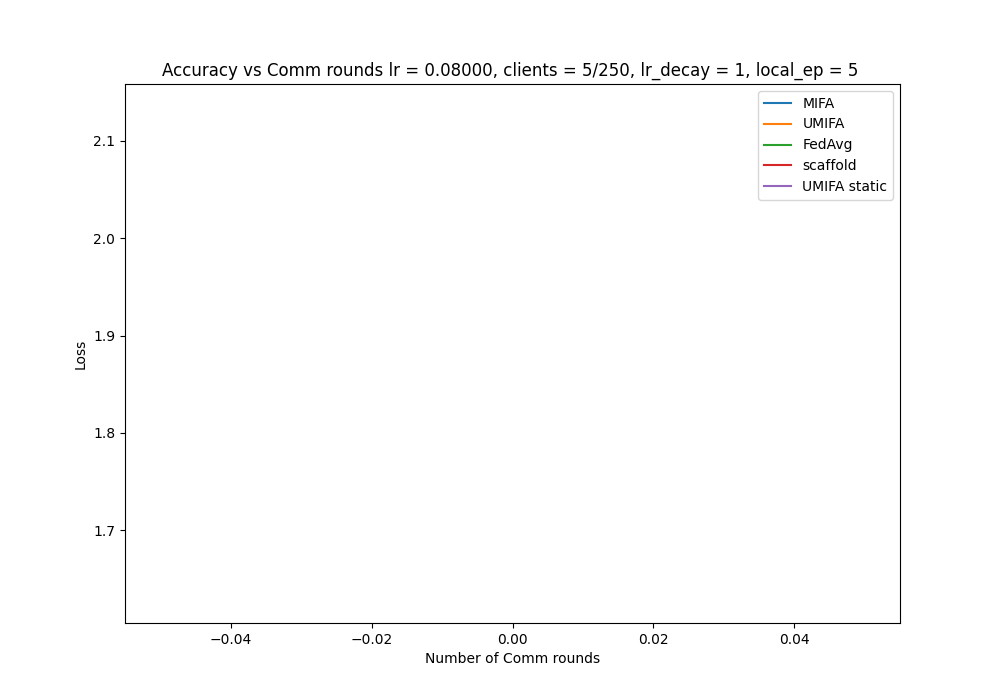 Accuracy vs Comm rounds lr = 0.08000, clients = 5/250, lr_decay = 1, local_ep = 5
MIFA
UMIFA
FedAvg
scaffold
UMIFA static
2.1
2.0
1.9
1.8
1.7
Loss
−0.04 −0.02 0.00 0.02 0.04
Number of Comm rounds